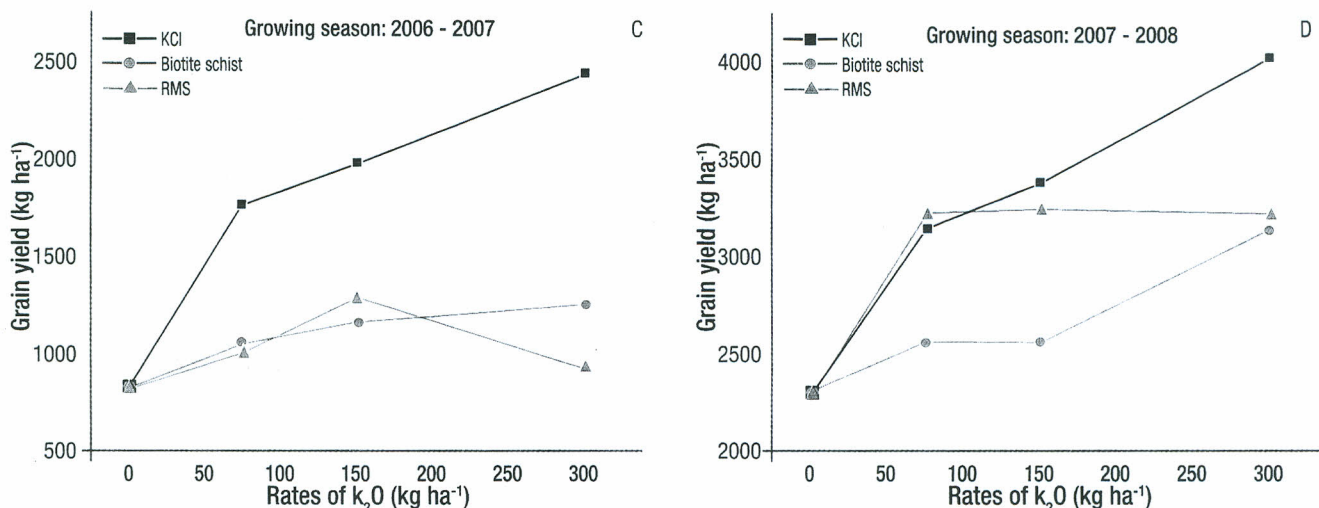 Growing season: 2006 - 2007
C
KCl
Biotite schist
RMS
2500
2000
1500
1000
500
Grain yield (kg ha⁻¹)
0 50 100 150 200 250 300
Rates of k₂O (kg ha⁻¹)
Growing season: 2007 - 2008
D
KCl
Biotite schist
RMS
4000
3500
3000
2500
2000
Grain yield (kg ha⁻¹)
0 50 100 150 200 250 300
Rates of k₂O (kg ha⁻¹)